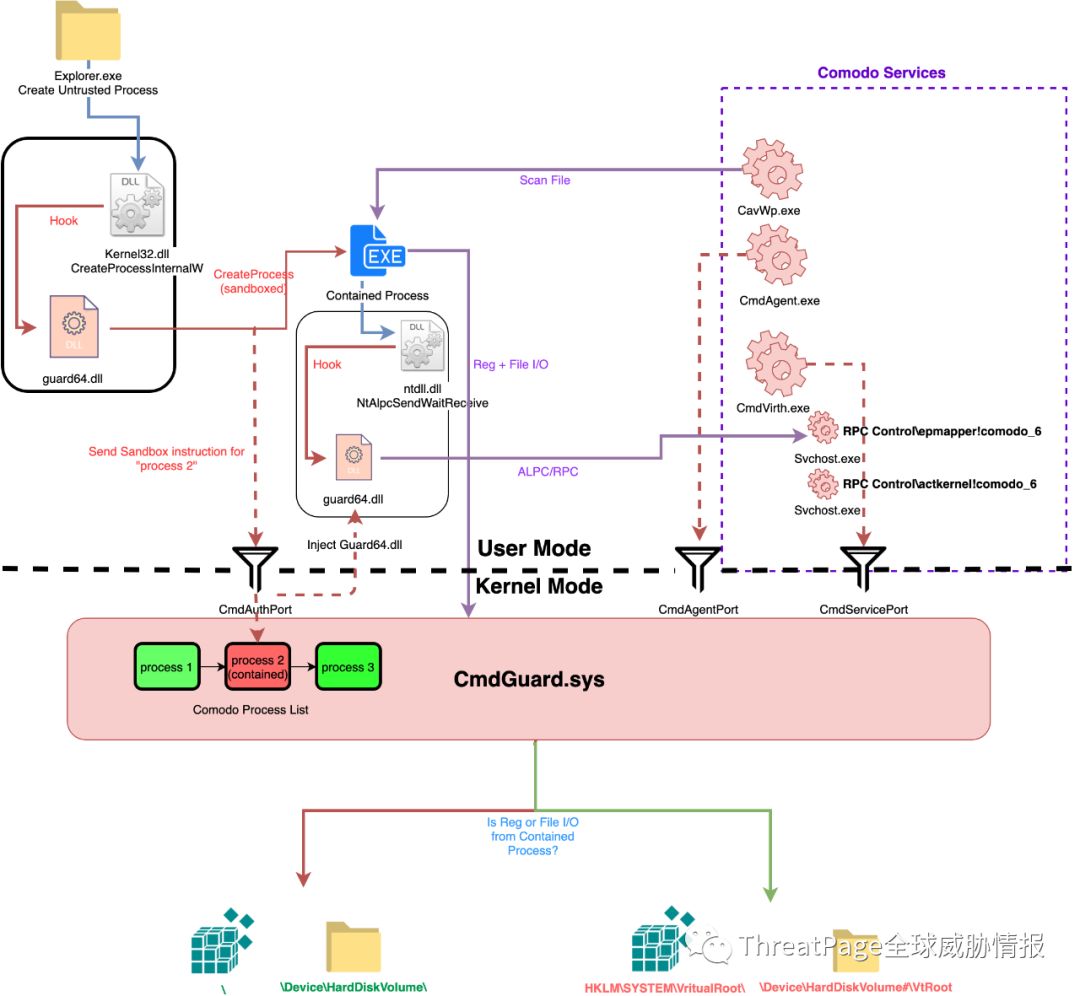 Explorer.exe
Create Untrusted Process
Comodo Services
DLL
Hook
Kernel32.dll
CreateProcessInternalW
DLL
guard64.dll
CreateProcess
(sandboxed)
Scan File
EXE
Contained Process
DLL
Hook
ntdll.dll
NtAlpcSendWaitReceive
DLL
guard64.dll
Reg + File I/O
ALPC/RPC
CavWp.exe
CmdAgent.exe
CmdVirth.exe
RPC Control\epmapper!comodo_6
Svchost.exe
RPC Control\actkernel!comodo_6
Svchost.exe
Send Sandbox instruction for
"process 2"
Inject Guard64.dll
User Mode
Kernel Mode
CmdAuthPort
CmdAgentPort
CmdServicePort
process 1
process 2
(contained)
process 3
Comodo Process List
CmdGuard.sys
Is Reg or File I/O
from Contained
Process?
ThreatPage全球威胁情报
\
\Device\HardDiskVolume\
HKLM\SYSTEM\VritualRoot\
\Device\HardDiskVolume#\VtRoot